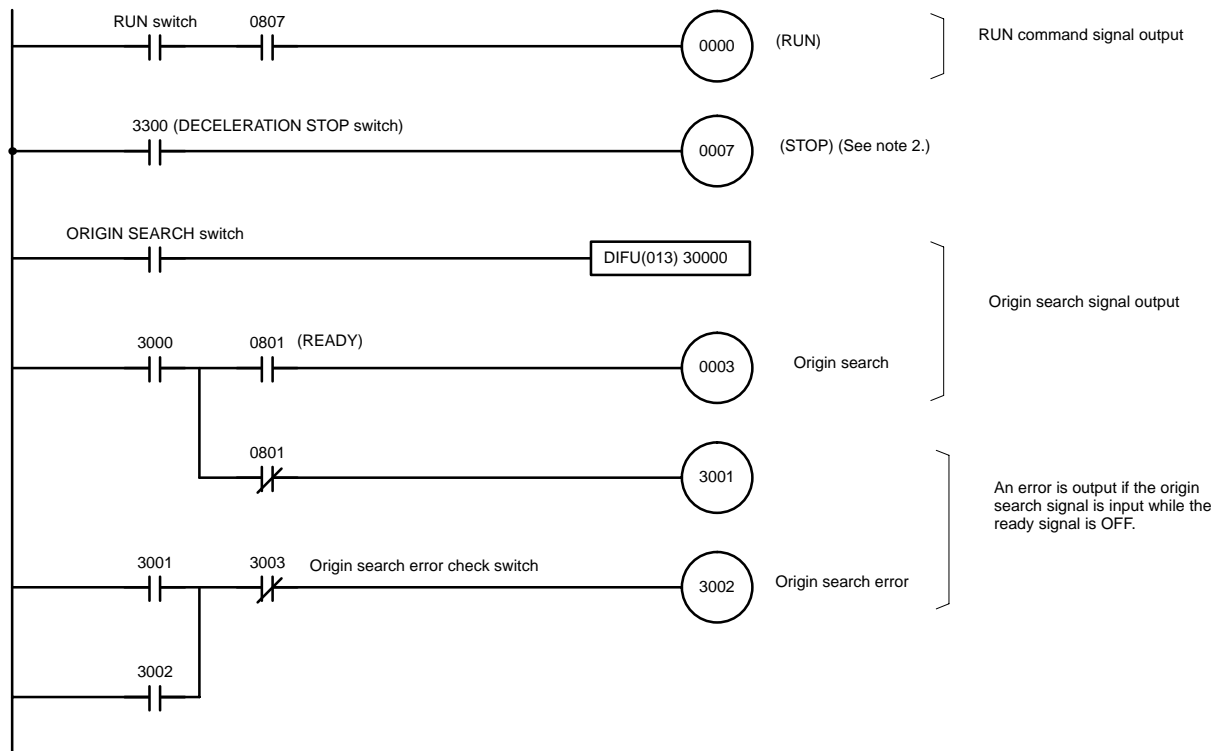 RUN switch 0807
0000 (RUN) RUN command signal output
3300 (DECELERATION STOP switch)
0007 (STOP) (See note 2.)
ORIGIN SEARCH switch
DIFU(013) 30000
Origin search signal output
3000 0801 (READY)
0003 Origin search
0801
3001
An error is output if the origin
search signal is input while the
ready signal is OFF.
3001 3003 Origin search error check switch
3002 Origin search error
3002